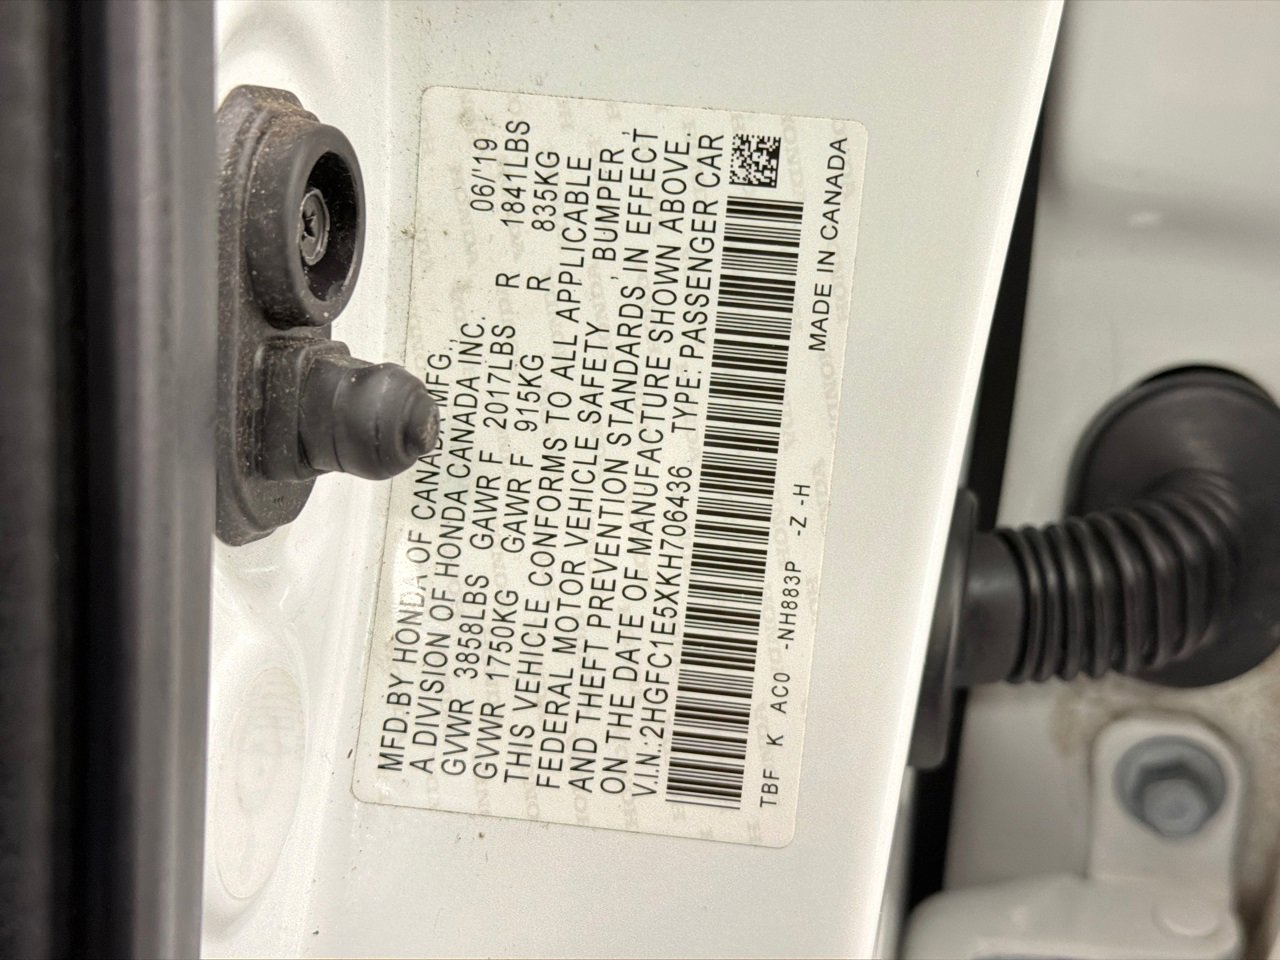 MFD.BY HONDA OF CANADA MFG.,
A DIVISION OF HONDA CANADA INC. 06/'19
GVWR 3858LBS GAWR F 2017LBS R 1841LBS
GVWR 1750KG GAWR F 915KG R 835KG
THIS VEHICLE CONFORMS TO ALL APPLICABLE
FEDERAL MOTOR VEHICLE SAFETY , BUMPER ,
AND THEFT PREVENTION STANDARDS IN EFFECT
ON THE DATE OF MANUFACTURE SHOWN ABOVE.
V.I.N.:2HGFC1E5XKH706436 TYPE: PASSENGER CAR
TBF K AC0 -NH883P -Z -H MADE IN CANADA